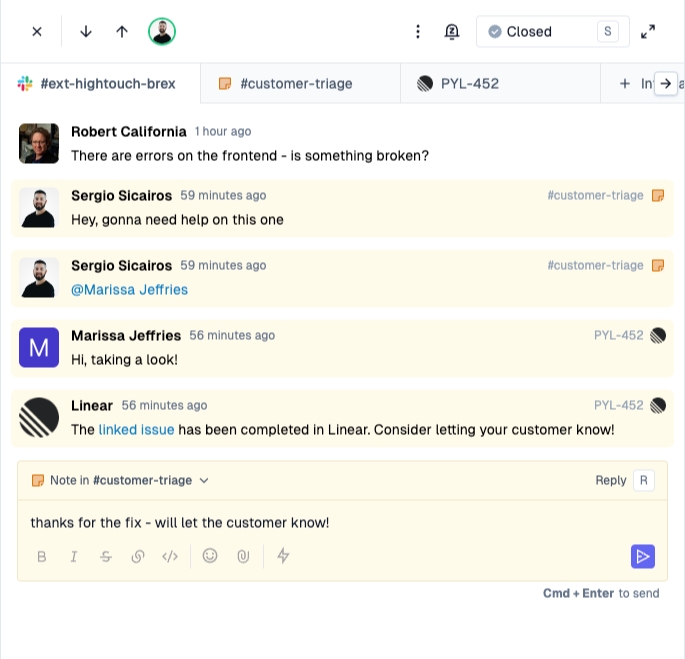 Closed S
#ext-hightouch-brex #customer-triage PYL-452 + In
Robert California 1 hour ago
There are errors on the frontend - is something broken?
Sergio Sicairos 59 minutes ago #customer-triage
Hey, gonna need help on this one
Sergio Sicairos 59 minutes ago #customer-triage
@Marissa Jeffries
M Marissa Jeffries 56 minutes ago PYL-452
Hi, taking a look!
Linear 56 minutes ago PYL-452
The linked issue has been completed in Linear. Consider letting your customer know!
Note in #customer-triage Reply R
thanks for the fix - will let the customer know!
B I S </>
Cmd + Enter to send